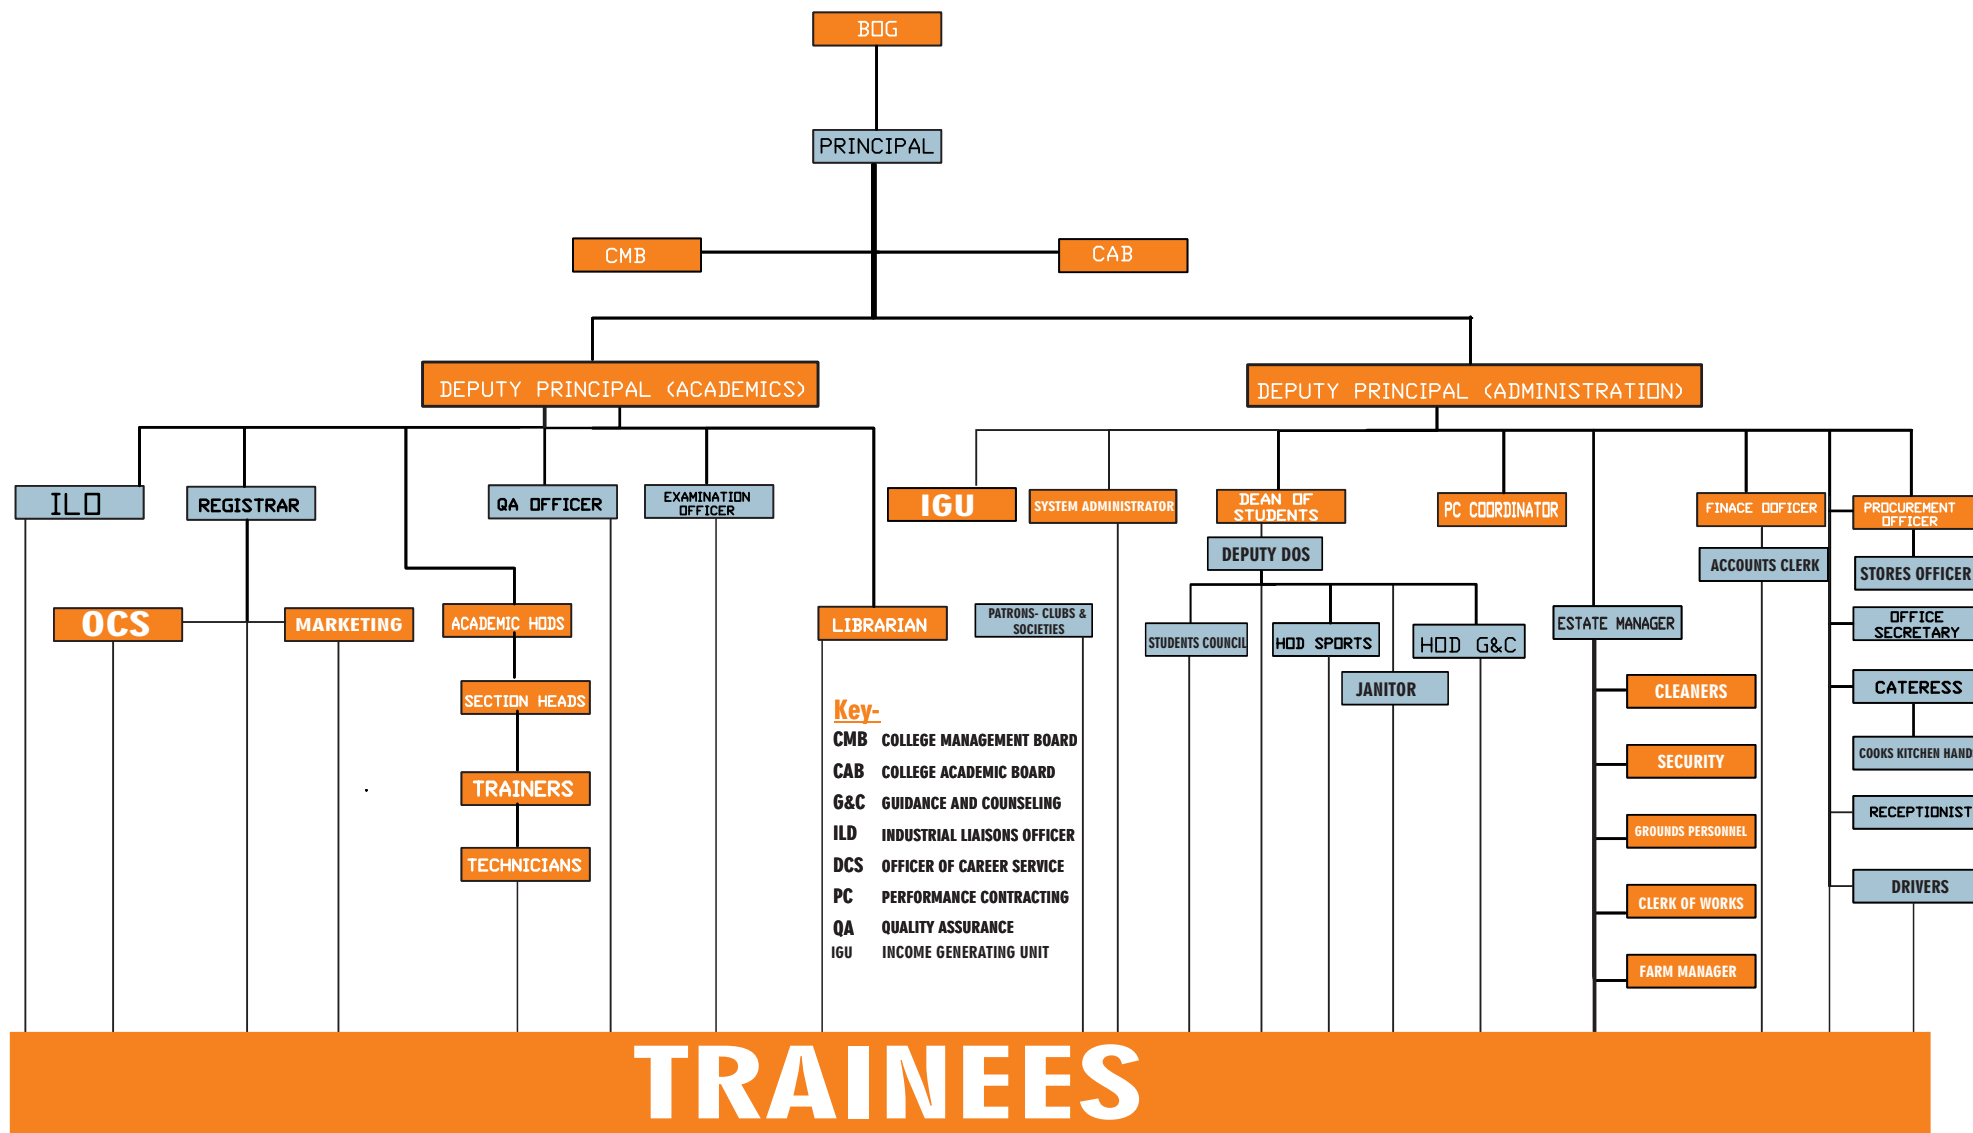 BOG
PRINCIPAL
CMB
CAB
DEPUTY PRINCIPAL (ACADEMICS)
DEPUTY PRINCIPAL (ADMINISTRATION)
ILO
REGISTRAR
QA OFFICER
EXAMINATION
OFFICER
IGU
SYSTEM ADMINISTRATOR
DEAN OF
STUDENTS
PC COORDINATOR
FINACE OOFICER
PROCUREMENT
OFFICER
DEPUTY DOS
ACCOUNTS CLERK
STORES OFFICER
OCS
MARKETING
ACADEMIC HODS
LIBRARIAN
PATRONS- CLUBS &
SOCIETIES
STUDENTS COUNCIL
HOD SPORTS
HOD G&C
ESTATE MANAGER
OFFICE
SECRETARY
JANITOR
SECTION HEADS
CLEANERS
CATERESS
TRAINERS
SECURITY
COOKS KITCHEN HAND
GROUNDS PERSONNEL
RECEPTIONIST
TECHNICIANS
CLERK OF WORKS
DRIVERS
FARM MANAGER
Key-
CMB COLLEGE MANAGEMENT BOARD
CAB COLLEGE ACADEMIC BOARD
G&C GUIDANCE AND COUNSELING
ILD INDUSTRIAL LIAISONS OFFICER
DCS OFFICER OF CAREER SERVICE
PC PERFORMANCE CONTRACTING
QA QUALITY ASSURANCE
IGU INCOME GENERATING UNIT
TRAINEES